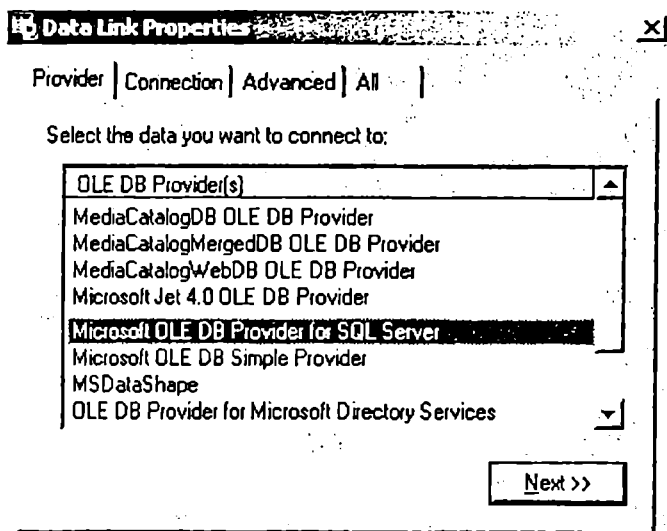 Data Link Properties
Provider Connection Advanced All
Select the data you want to connect to:
OLE DB Provider(s)
MediaCatalogDB OLE DB Provider
MediaCatalogMergedDB OLE DB Provider
MediaCatalogWebDB OLE DB Provider
Microsoft Jet 4.0 OLE DB Provider
Microsoft OLE DB Provider for SQL Server
Microsoft OLE DB Simple Provider
MSDataShape
OLE DB Provider for Microsoft Directory Services
Next >>